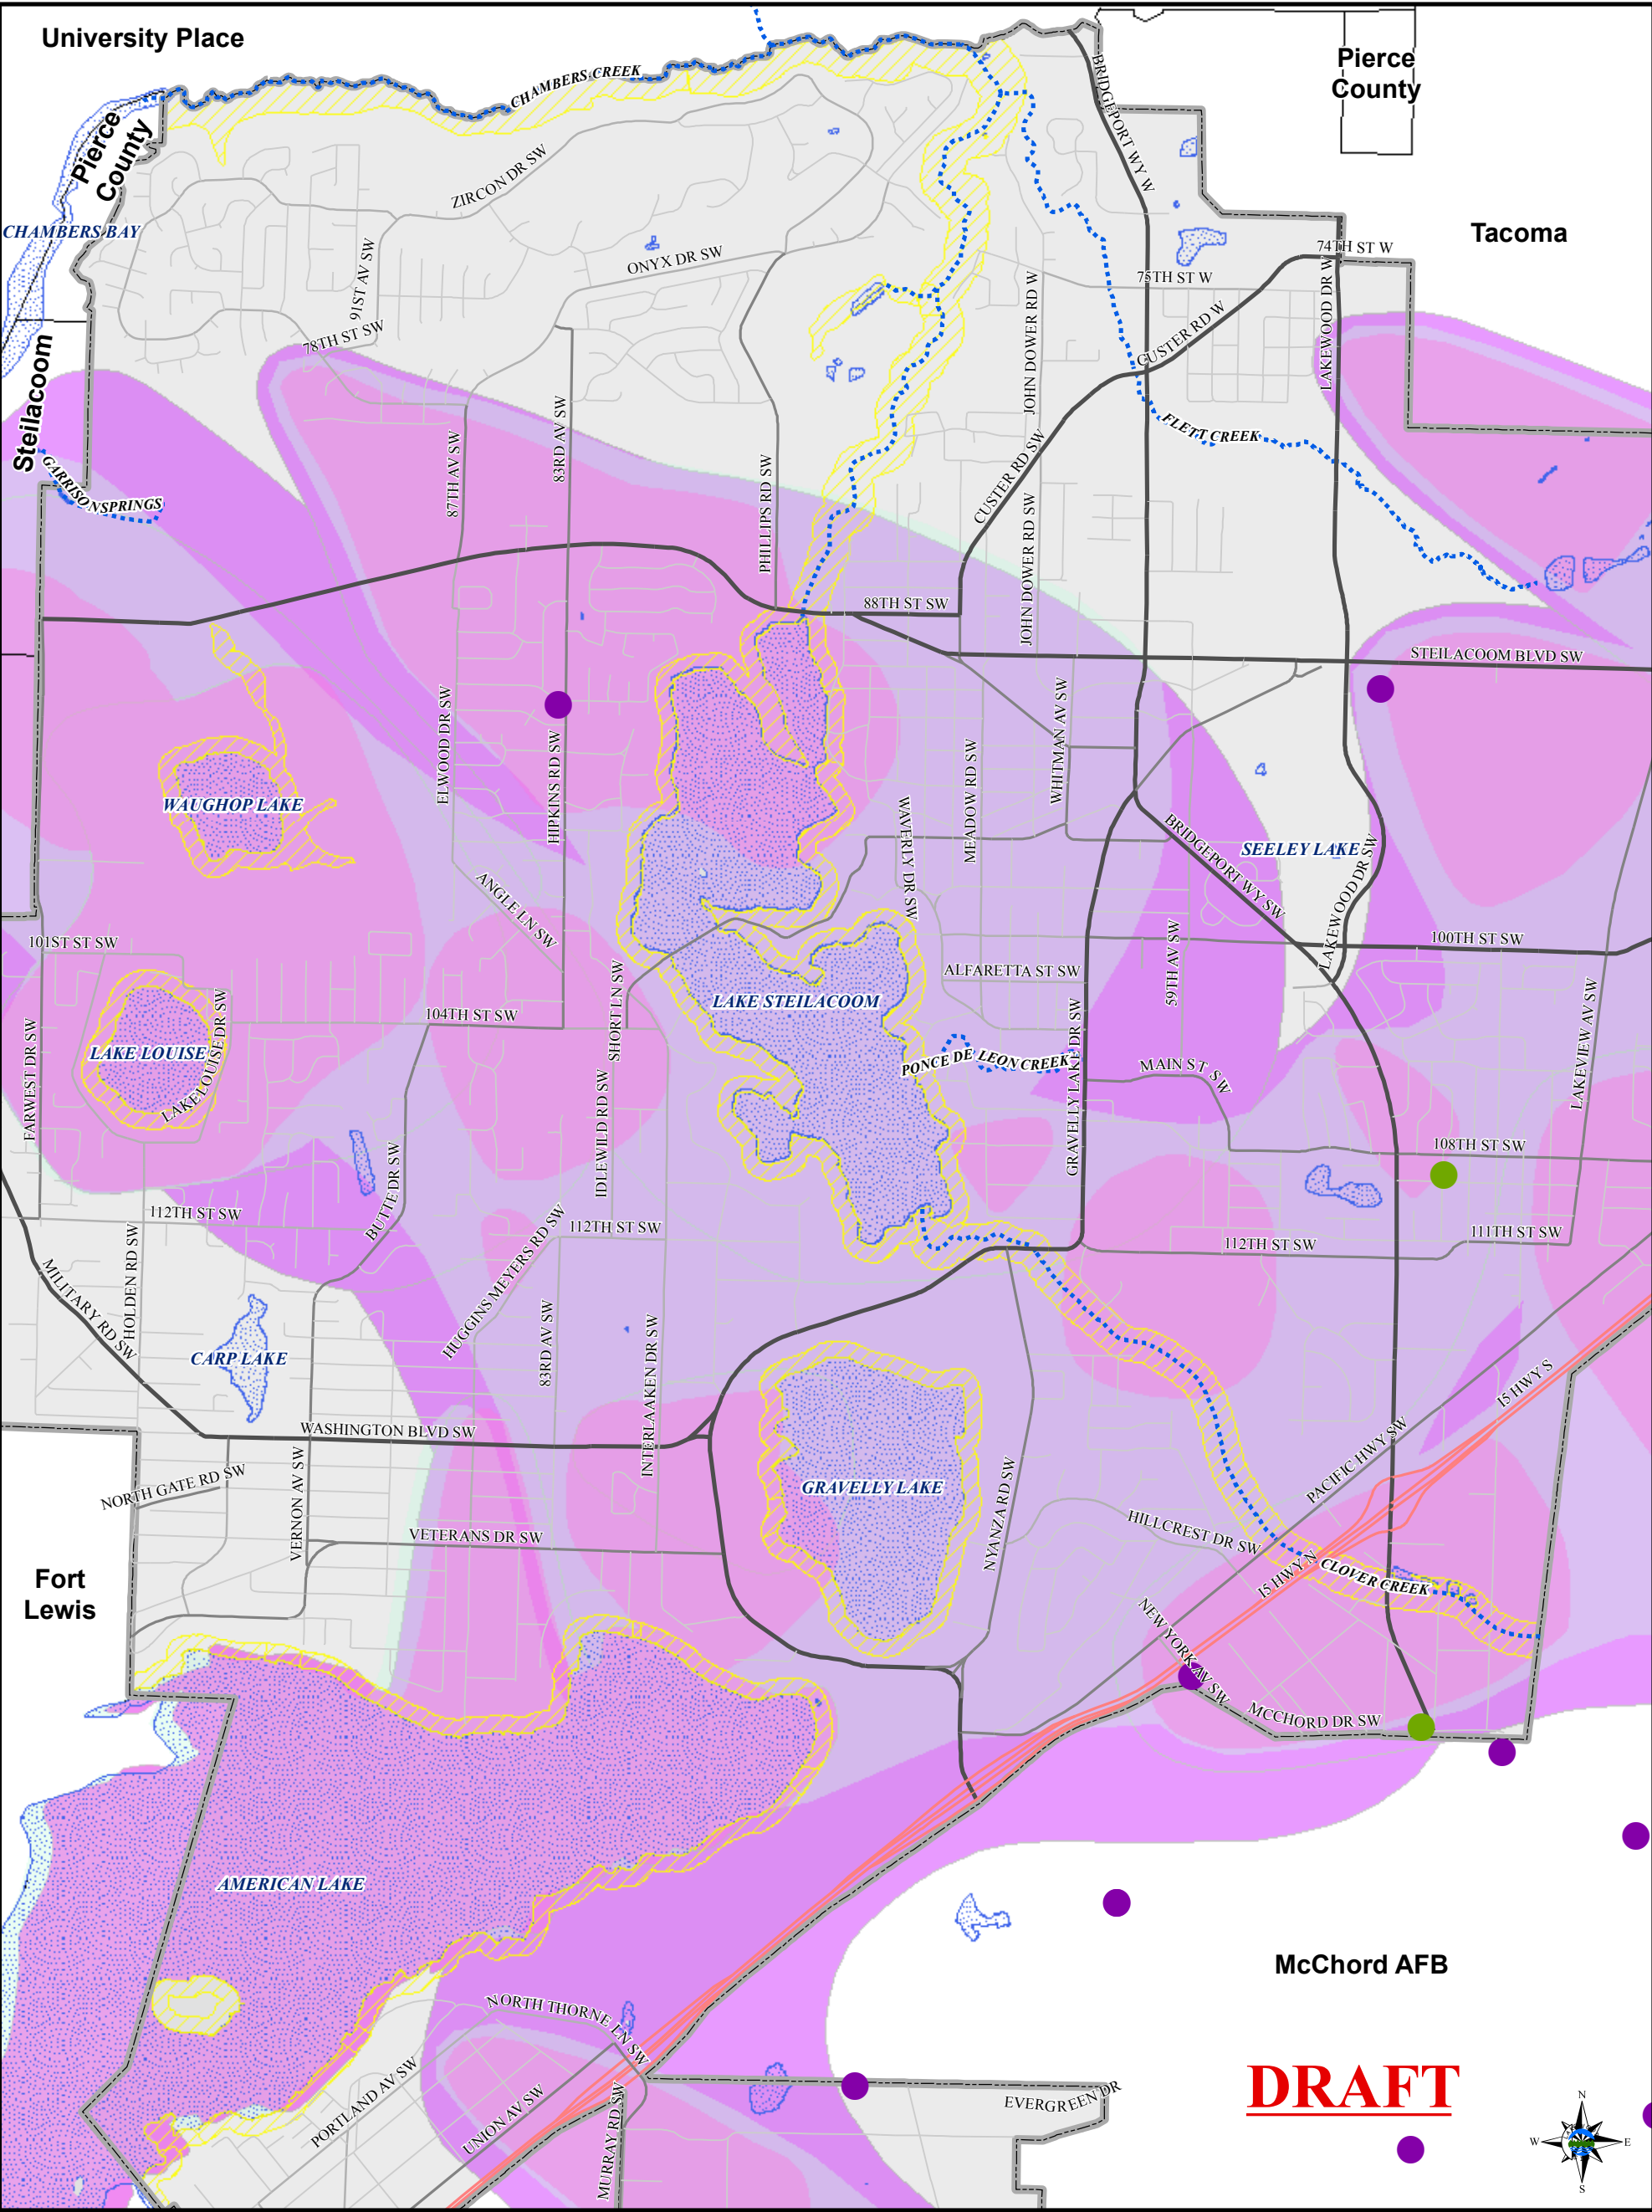 University Place
Pierce
County
CHAMBERS CREEK
BRIDGEPORT WY W
Pierce
County
ZIRCON DR SW
CHAMBERS BAY
Tacoma
74TH ST W
ONYX DR SW
75TH ST W
91ST AV SW
78TH ST SW
JOHN DOWER RD W
LAKEWOOD DR W
CUSTER RD W
Steilacoom
FLETT CREEK
GARRISON SPRINGS
87TH AV SW
83RD AV SW
PHILLIPS RD SW
CUSTER RD SW
JOHN DOWER RD SW
88TH ST SW
STEILACOOM BLVD SW
ELWOOD DR SW
HIPKINS RD SW
WHITMAN AV SW
MEADOW RD SW
WAVERLY DR SW
WAUGHOP LAKE
BRIDGEPORT WY SW
SEELEY LAKE
LAKEWOOD DR SW
ANGLE LN SW
101ST ST SW
100TH ST SW
59TH AV SW
ALFARETTA ST SW
LAKE STEILACOOM
104TH ST SW
SHORT LN SW
GRAVELLY LAKE DR SW
LAKEVIEW AV SW
FARWEST DR SW
LAKE LOUISE
LAKE LOUISE DR SW
PONCE DE LEON CREEK
MAIN ST SW
IDLEWILD RD SW
108TH ST SW
BUTTE DR SW
112TH ST SW
112TH ST SW
112TH ST SW
111TH ST SW
HOLDEN RD SW
MILITARY RD SW
HUGGINS MEYERS RD SW
83RD AV SW
INTERLAAKEN DR SW
CARP LAKE
I5 HWY S
WASHINGTON BLVD SW
PACIFIC HWY SW
NORTH GATE RD SW
GRAVELLY LAKE
NYANZA RD SW
VERNON AV SW
VETERANS DR SW
HILLCREST DR SW
I5 HWY N
CLOVER CREEK
Fort
Lewis
NEW YORK AV SW
MCCHORD DR SW
AMERICAN LAKE
McChord AFB
NORTH THORNE LN SW
PORTLAND AV SW
UNION AV SW
MURRAY RD SW
EVERGREEN DR
DRAFT
N
W
E
S